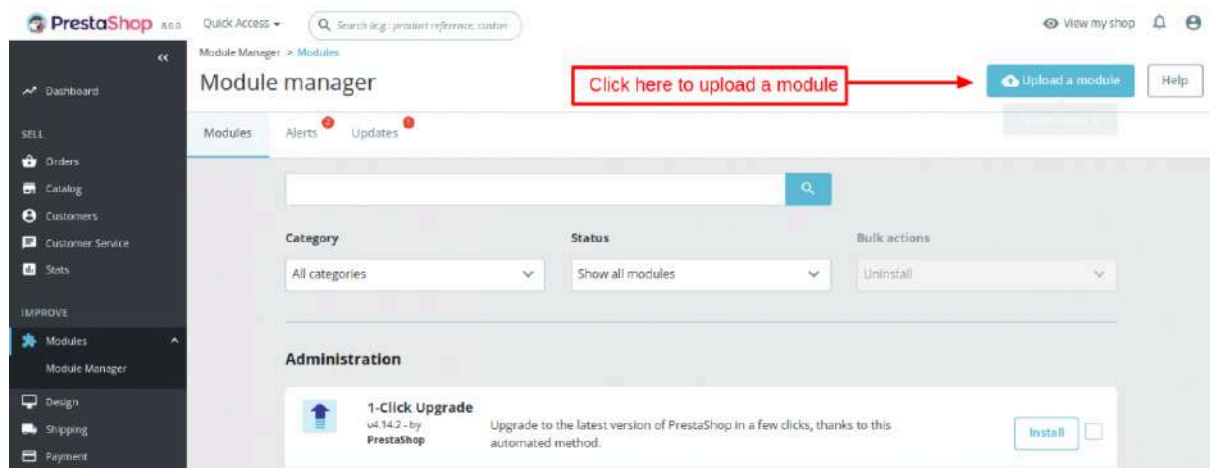 PrestaShop 8.0.0
Quick Access
Search (e.g.: product reference, custom
View my shop
Module Manager > Modules
Module manager
Click here to upload a module
Upload a module
Help
Dashboard
Modules
Alerts 2
Updates 1
SELL
Orders
Catalog
Customers
Customer Service
Stats
Category
Status
Bulk actions
All categories
Show all modules
Uninstall
IMPROVE
Modules
Module Manager
Design
Shipping
Payment
Administration
1-Click Upgrade
v4.14.2 - by
PrestaShop
Upgrade to the latest version of PrestaShop in a few clicks, thanks to this
automated method.
Install